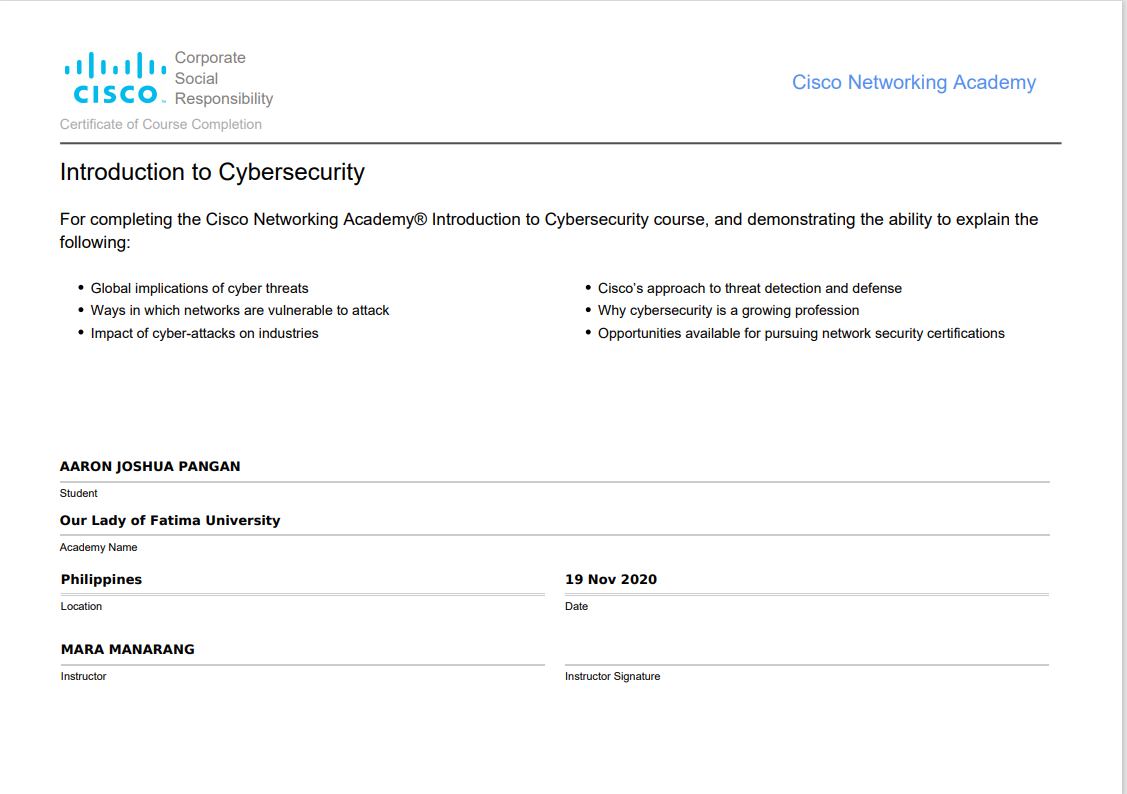 Corporate
Social
CISCO™ Responsibility
Cisco Networking Academy
Certificate of Course Completion
Introduction to Cybersecurity
For completing the Cisco Networking Academy® Introduction to Cybersecurity course, and demonstrating the ability to explain the
following:
• Global implications of cyber threats
• Ways in which networks are vulnerable to attack
• Impact of cyber-attacks on industries
• Cisco's approach to threat detection and defense
• Why cybersecurity is a growing profession
• Opportunities available for pursuing network security certifications
AARON JOSHUA PANGAN
Student
Our Lady of Fatima University
Academy Name
Philippines
Location
19 Nov 2020
Date
MARA MANARANG
Instructor
Instructor Signature